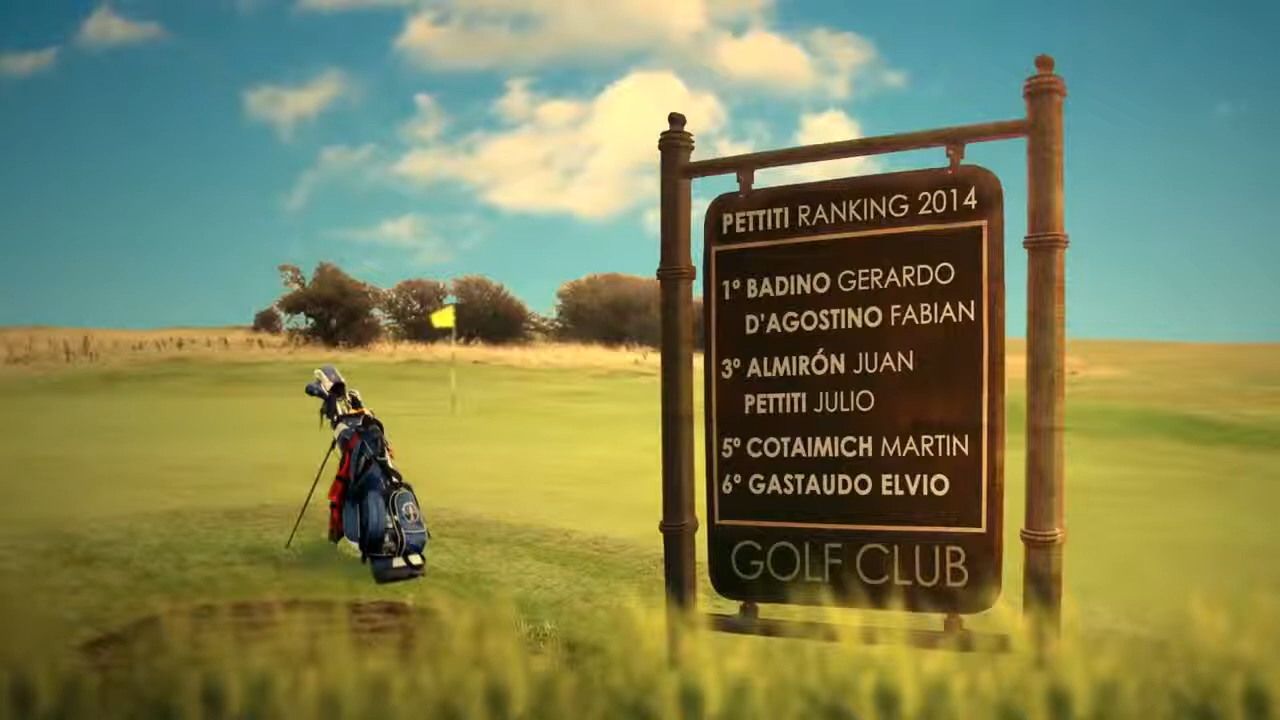 PETTITI RANKING 2014
1º BADINO GERARDO
D'AGOSTINO FABIAN
3º ALMIRÓN JUAN
PETTITI JULIO
5º COTAIMICH MARTIN
6º GASTAUDO ELVIO
GOLF CLUB